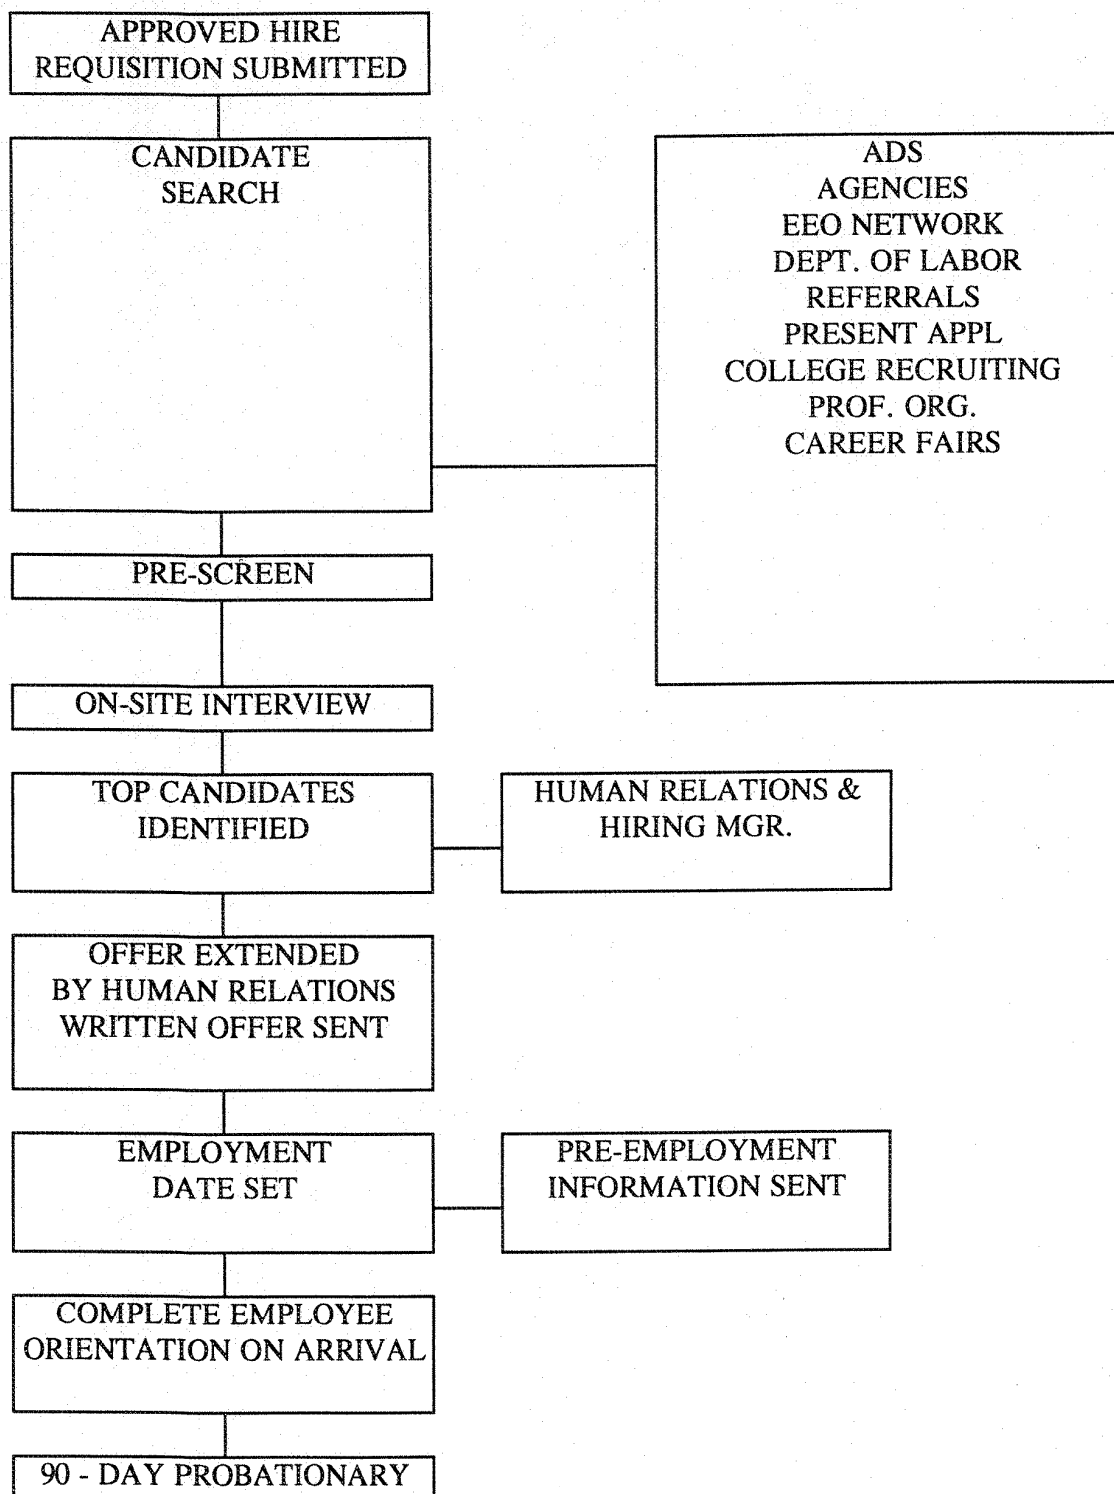 APPROVED HIRE
REQUISITION SUBMITTED
CANDIDATE
SEARCH
ADS
AGENCIES
EEO NETWORK
DEPT. OF LABOR
REFERRALS
PRESENT APPL
COLLEGE RECRUITING
PROF. ORG.
CAREER FAIRS
PRE-SCREEN
ON-SITE INTERVIEW
TOP CANDIDATES
IDENTIFIED
HUMAN RELATIONS &
HIRING MGR.
OFFER EXTENDED
BY HUMAN RELATIONS
WRITTEN OFFER SENT
EMPLOYMENT
DATE SET
PRE-EMPLOYMENT
INFORMATION SENT
COMPLETE EMPLOYEE
ORIENTATION ON ARRIVAL
90 - DAY PROBATIONARY